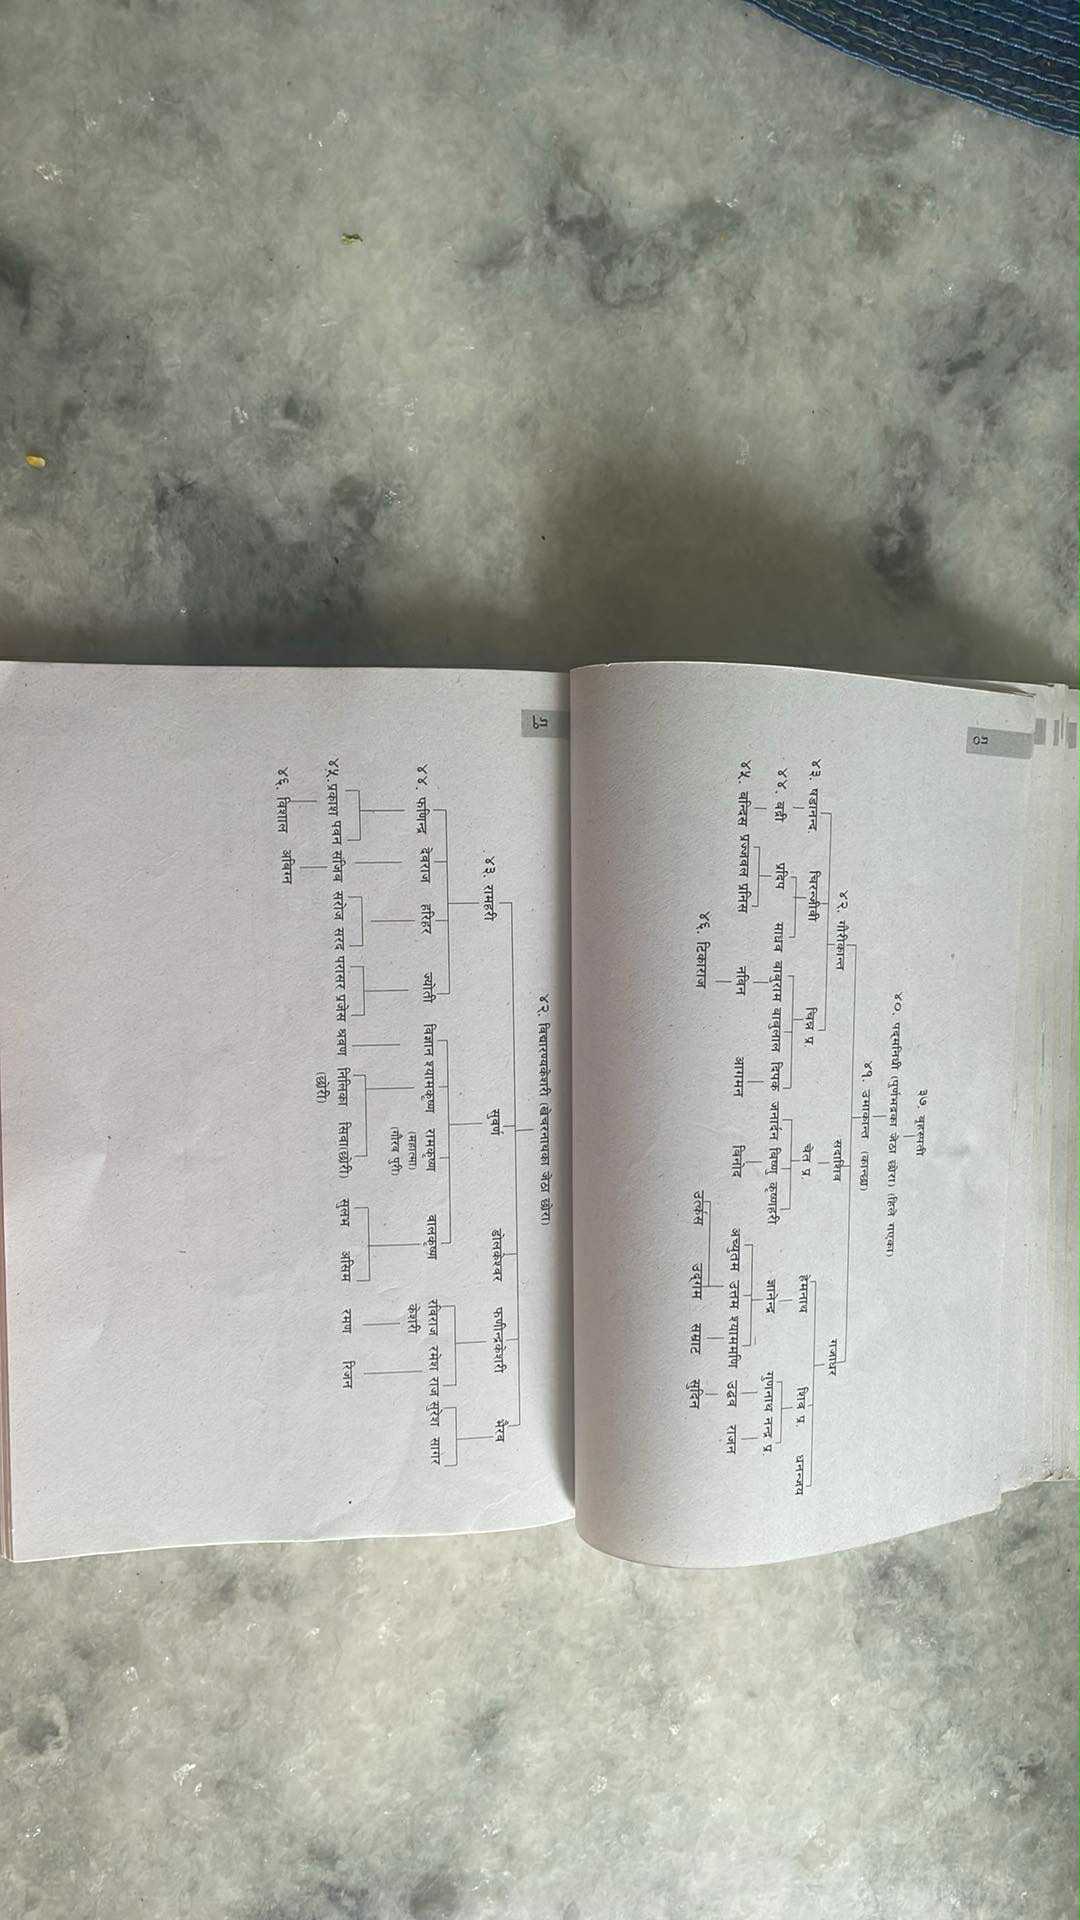 ५०
३७. बृहस्पती
४०. पद्मनिधी (पुर्णभद्रका जेठा छोरा) (हिले गएका)
४१. उमाकान्त (कान्छा)
४२. गौरीकान्त सदाशिव गजाधर
४३. षडानन्द. चिरन्जीवी चिन्न प्र. चेत प्र. हेमनाथ शिव प्र. धनन्जय
४४. बद्री प्रदिप माधव बाबुराम बाबुलाल दिपक जनार्दन बिष्णु कृष्णहरी ज्ञानेन्द्र गुणनाथ नन्द्र प्र.
४५. बन्दिस प्रज्जवल प्रनिस नविन आगमन बिनोद अच्युतम उत्तम श्याममणि उद्धव राजन
४६. टिकाराज उर्त्कस उद्गम सम्राट सुदिन
५१
४२. विद्यारण्यकेशरी (खेचरनाथका जेठा छोरा)
४३. रामहरी सुवर्ण डोलकेश्वर फणीन्द्रकेशरी भैरव
४४. फणिन्द्र देवराज हरिहर ज्योती विज्ञान श्यामकृष्ण रामकृष्ण वालकृष्ण रविराज रमेश राज सुरेश सागर
(महात्मा) केशरी
(गौरव पुरी)
४५. प्रकाश पवन संजिब सरोज सरद परासर प्रजेस श्रवण निलिका सिवा(छोरी) सुलभ असिम रमण रिजन
(छोरी)
४६. विशाल अबिग्न